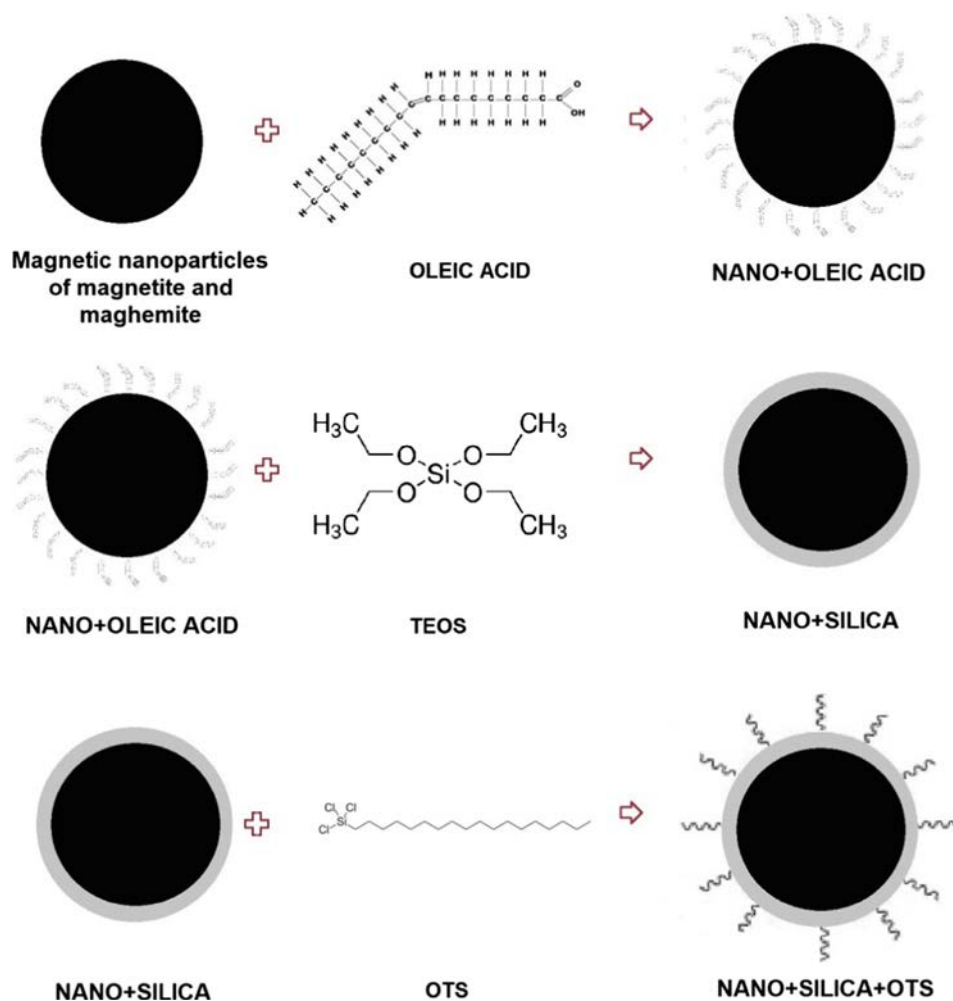 H H H H H H H H
H H H H H H H H H
C C C C C C C C C
O
OH
H H H H H H H
H H H H H H H H
C C C C C C C C C
H H H H H H H H H
Magnetic nanoparticles
of magnetite and
maghemite
OLEIC ACID
NANO+OLEIC ACID
H₃C CH₃
O O
Si
O O
H₃C CH₃
NANO+OLEIC ACID
TEOS
NANO+SILICA
Cl Cl
Si
Cl
NANO+SILICA
OTS
NANO+SILICA+OTS